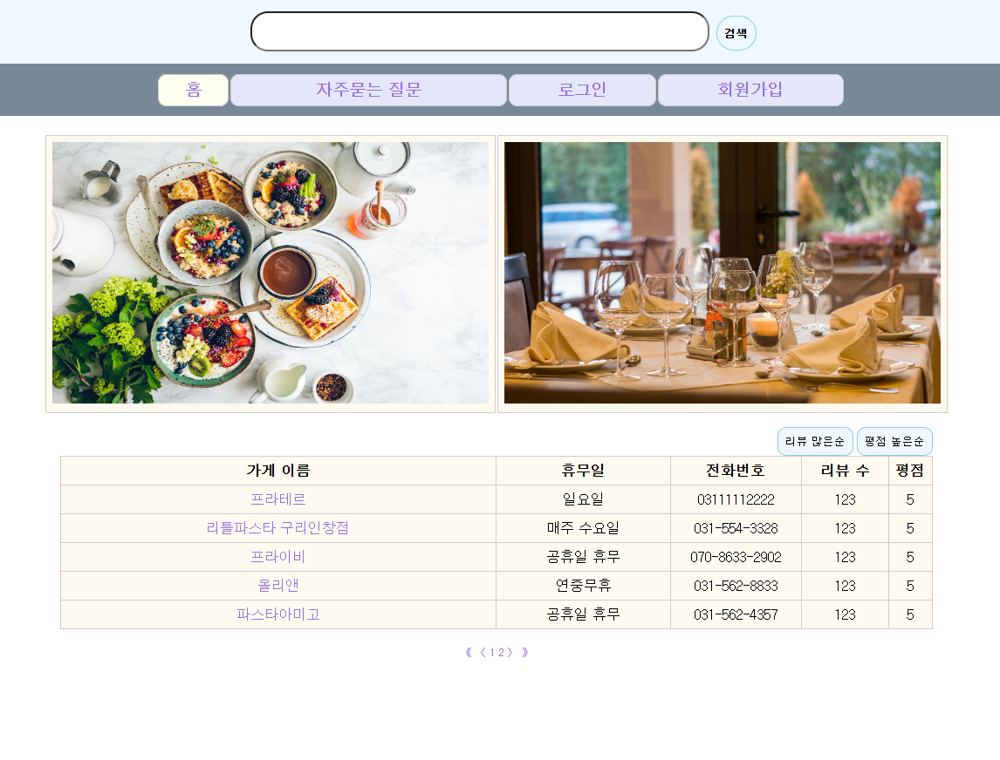 검색
홈 자주묻는 질문 로그인 회원가입
리뷰 많은순 평점 높은순
가게 이름 휴무일 전화번호 리뷰 수 평점
프라테르 일요일 03111112222 123 5
리틀파스타 구리인창점 매주 수요일 031-554-3328 123 5
프라이비 공휴일 휴무 070-8633-2902 123 5
올리앤 연중무휴 031-562-8833 123 5
파스타아미고 공휴일 휴무 031-562-4357 123 5
《 〈 1 2 〉 》